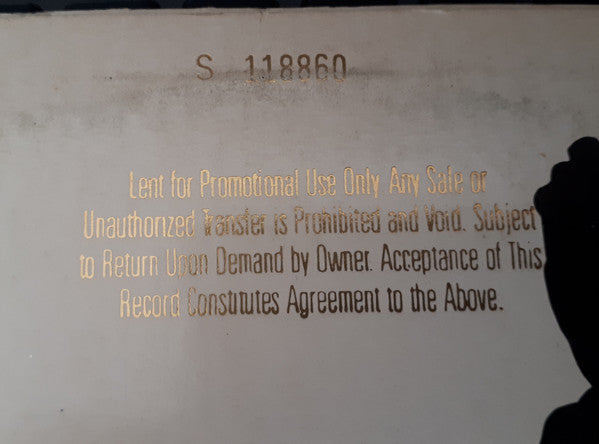 S 118860
Lent for Promotional Use Only Any Sale or
Unauthorized Transfer is Prohibited and Void. Subject
to Return Upon Demand by Owner. Acceptance of This
Record Constitutes Agreement to the Above.